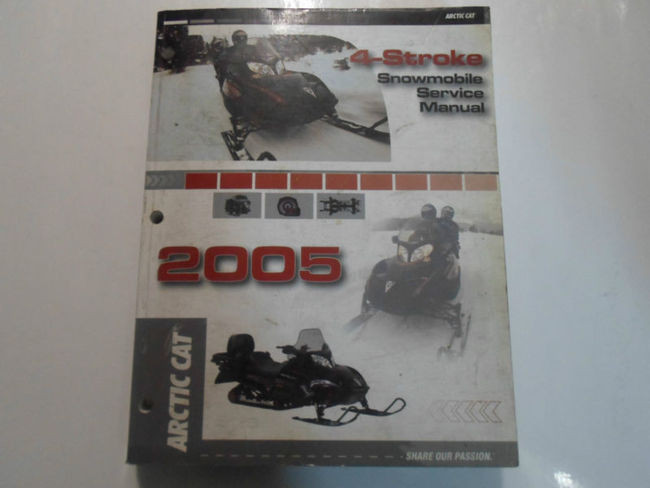 ARCTIC CAT
4-Stroke
Snowmobile
Service
Manual
2005
ARCTIC CAT
SHARE OUR PASSION.